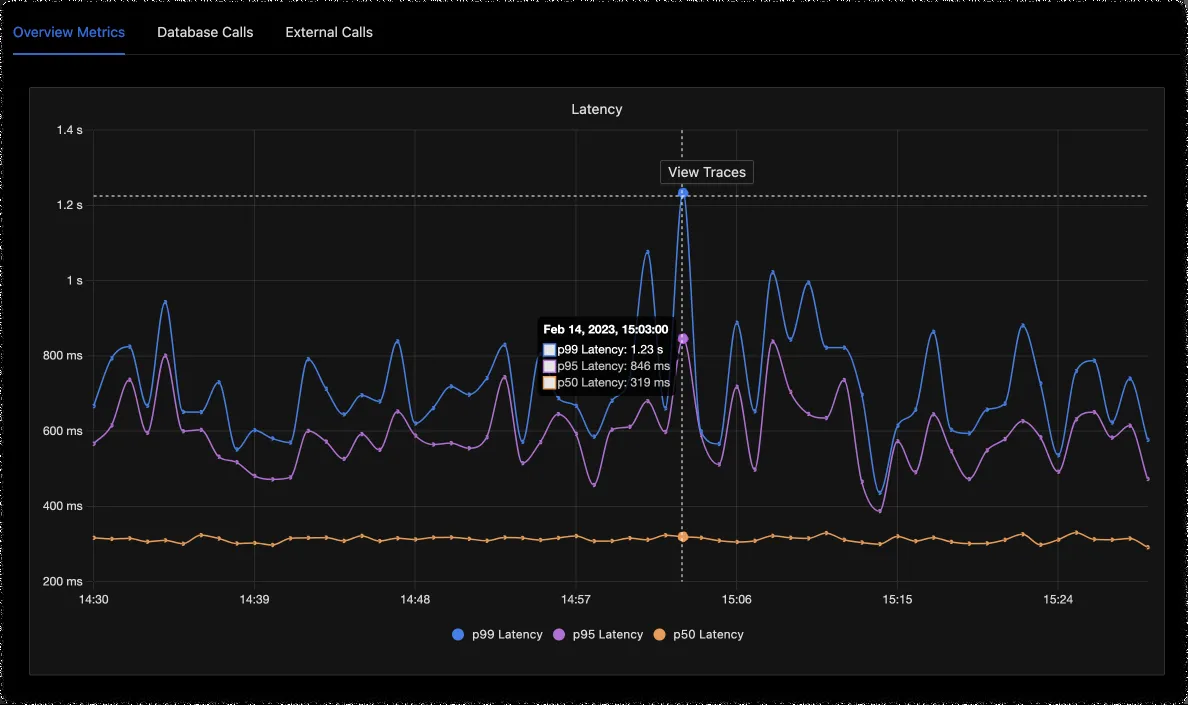 Overview Metrics Database Calls External Calls
Latency
1.4 s
View Traces
1.2 s
1 s
Feb 14, 2023, 15:03:00
p99 Latency: 1.23 s
800 ms
p95 Latency: 846 ms
p50 Latency: 319 ms
600 ms
400 ms
200 ms
14:30 14:39 14:48 14:57 15:06 15:15 15:24
p99 Latency p95 Latency p50 Latency